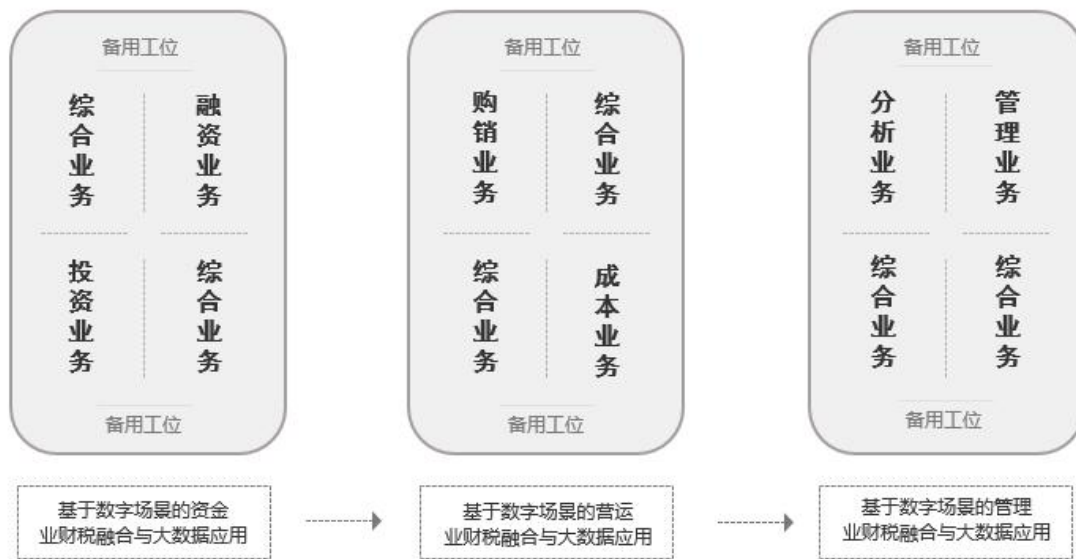 备用工位
综合业务
融资业务
投资业务
综合业务
备用工位
基于数字场景的资金
业财税融合与大数据应用
备用工位
购销业务
综合业务
综合业务
成本业务
备用工位
基于数字场景的营运
业财税融合与大数据应用
备用工位
分析业务
管理业务
综合业务
综合业务
备用工位
基于数字场景的管理
业财税融合与大数据应用